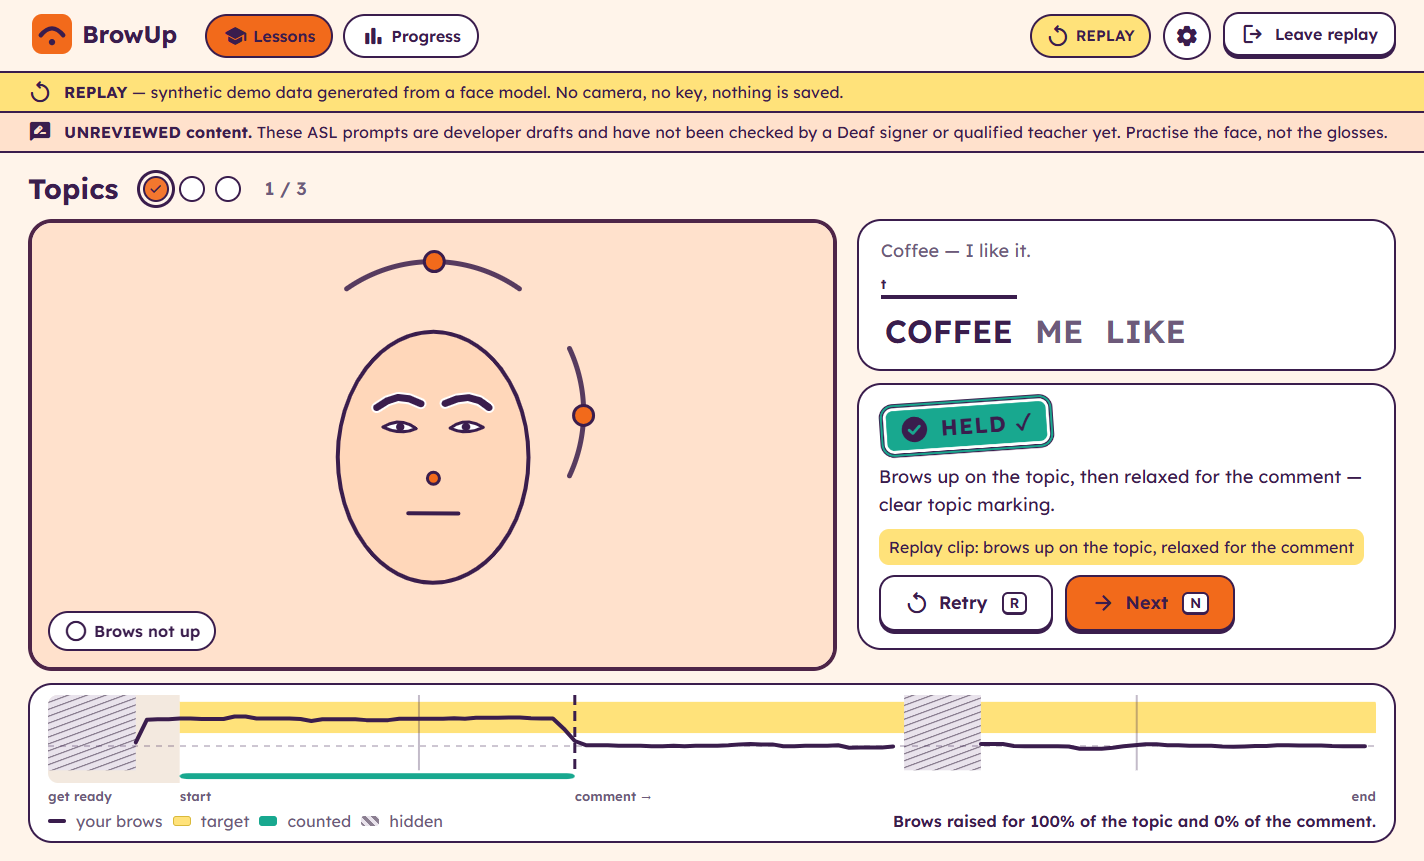 BrowUp
Lessons
Progress
REPLAY
Leave replay
REPLAY — synthetic demo data generated from a face model. No camera, no key, nothing is saved.
UNREVIEWED content. These ASL prompts are developer drafts and have not been checked by a Deaf signer or qualified teacher yet. Practise the face, not the glosses.
Topics
1 / 3
Coffee — I like it.
t
COFFEE ME LIKE
HELD ✓
Brows up on the topic, then relaxed for the comment —
clear topic marking.
Replay clip: brows up on the topic, relaxed for the comment
Retry R
Next N
Brows not up
get ready
start
comment →
end
your brows
target
counted
hidden
Brows raised for 100% of the topic and 0% of the comment.